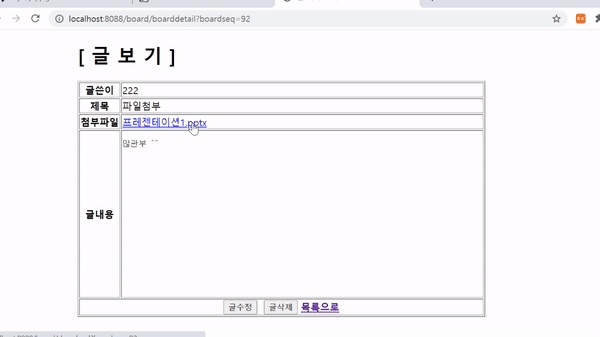 localhost:8088/board/boarddetail?boardseq=92
[ 글 보 기 ]
글쓴이 222
제목 파일첨부
첨부파일 프레젠테이션1.pptx
많관부 ^^
글내용
글수정 글삭제 목록으로